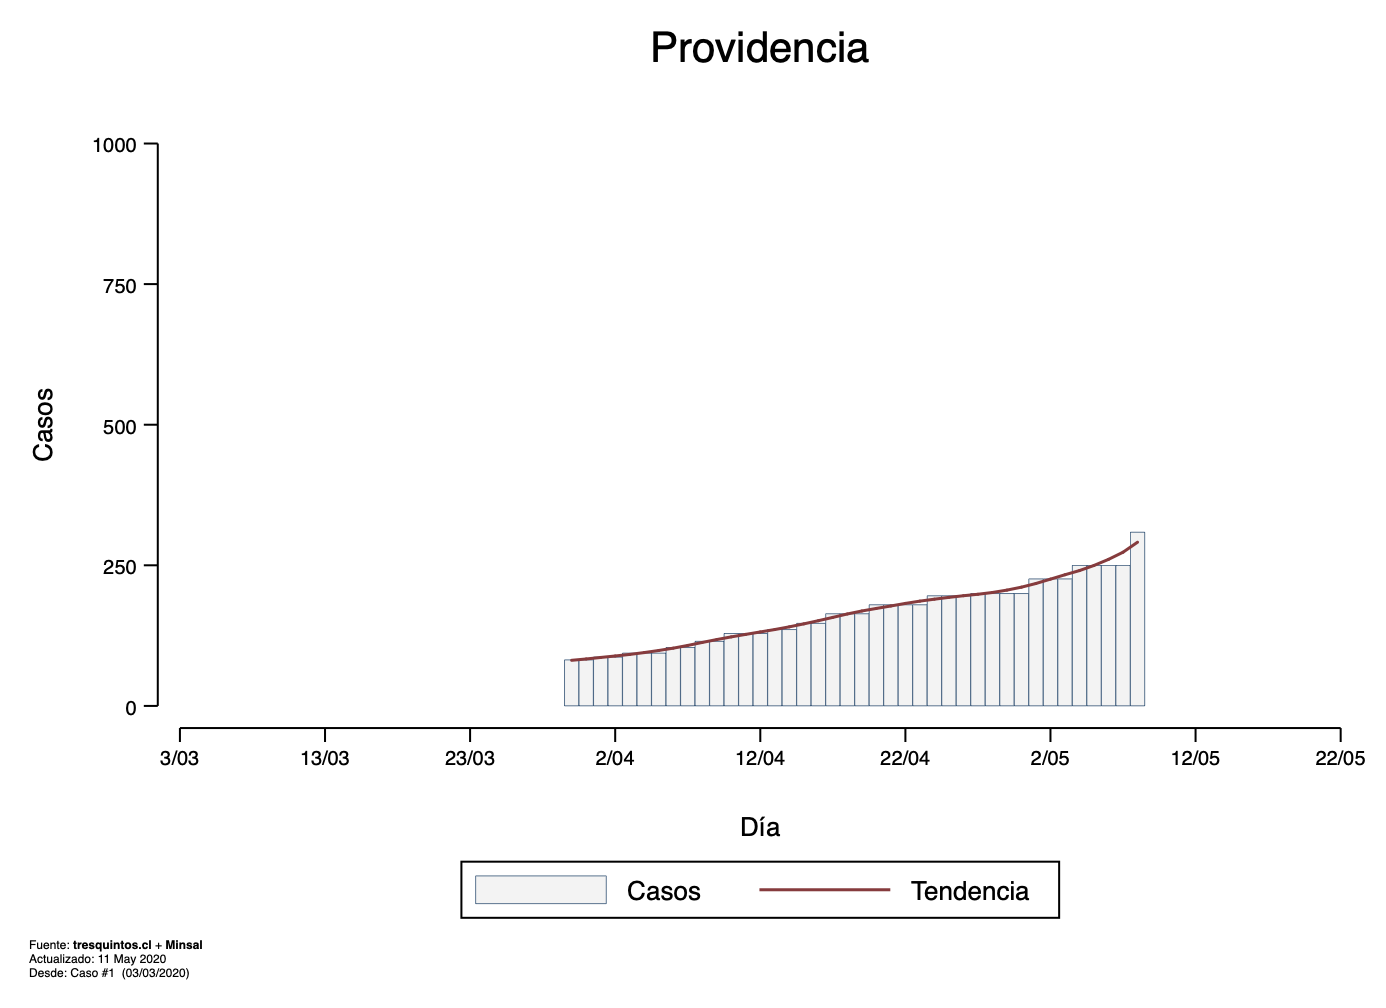 Providencia
1000
750
500
250
0
Casos
3/03 13/03 23/03 2/04 12/04 22/04 2/05 12/05 22/05
Día
Casos Tendencia
Fuente: tresquintos.cl + Minsal
Actualizado: 11 May 2020
Desde: Caso #1 (03/03/2020)